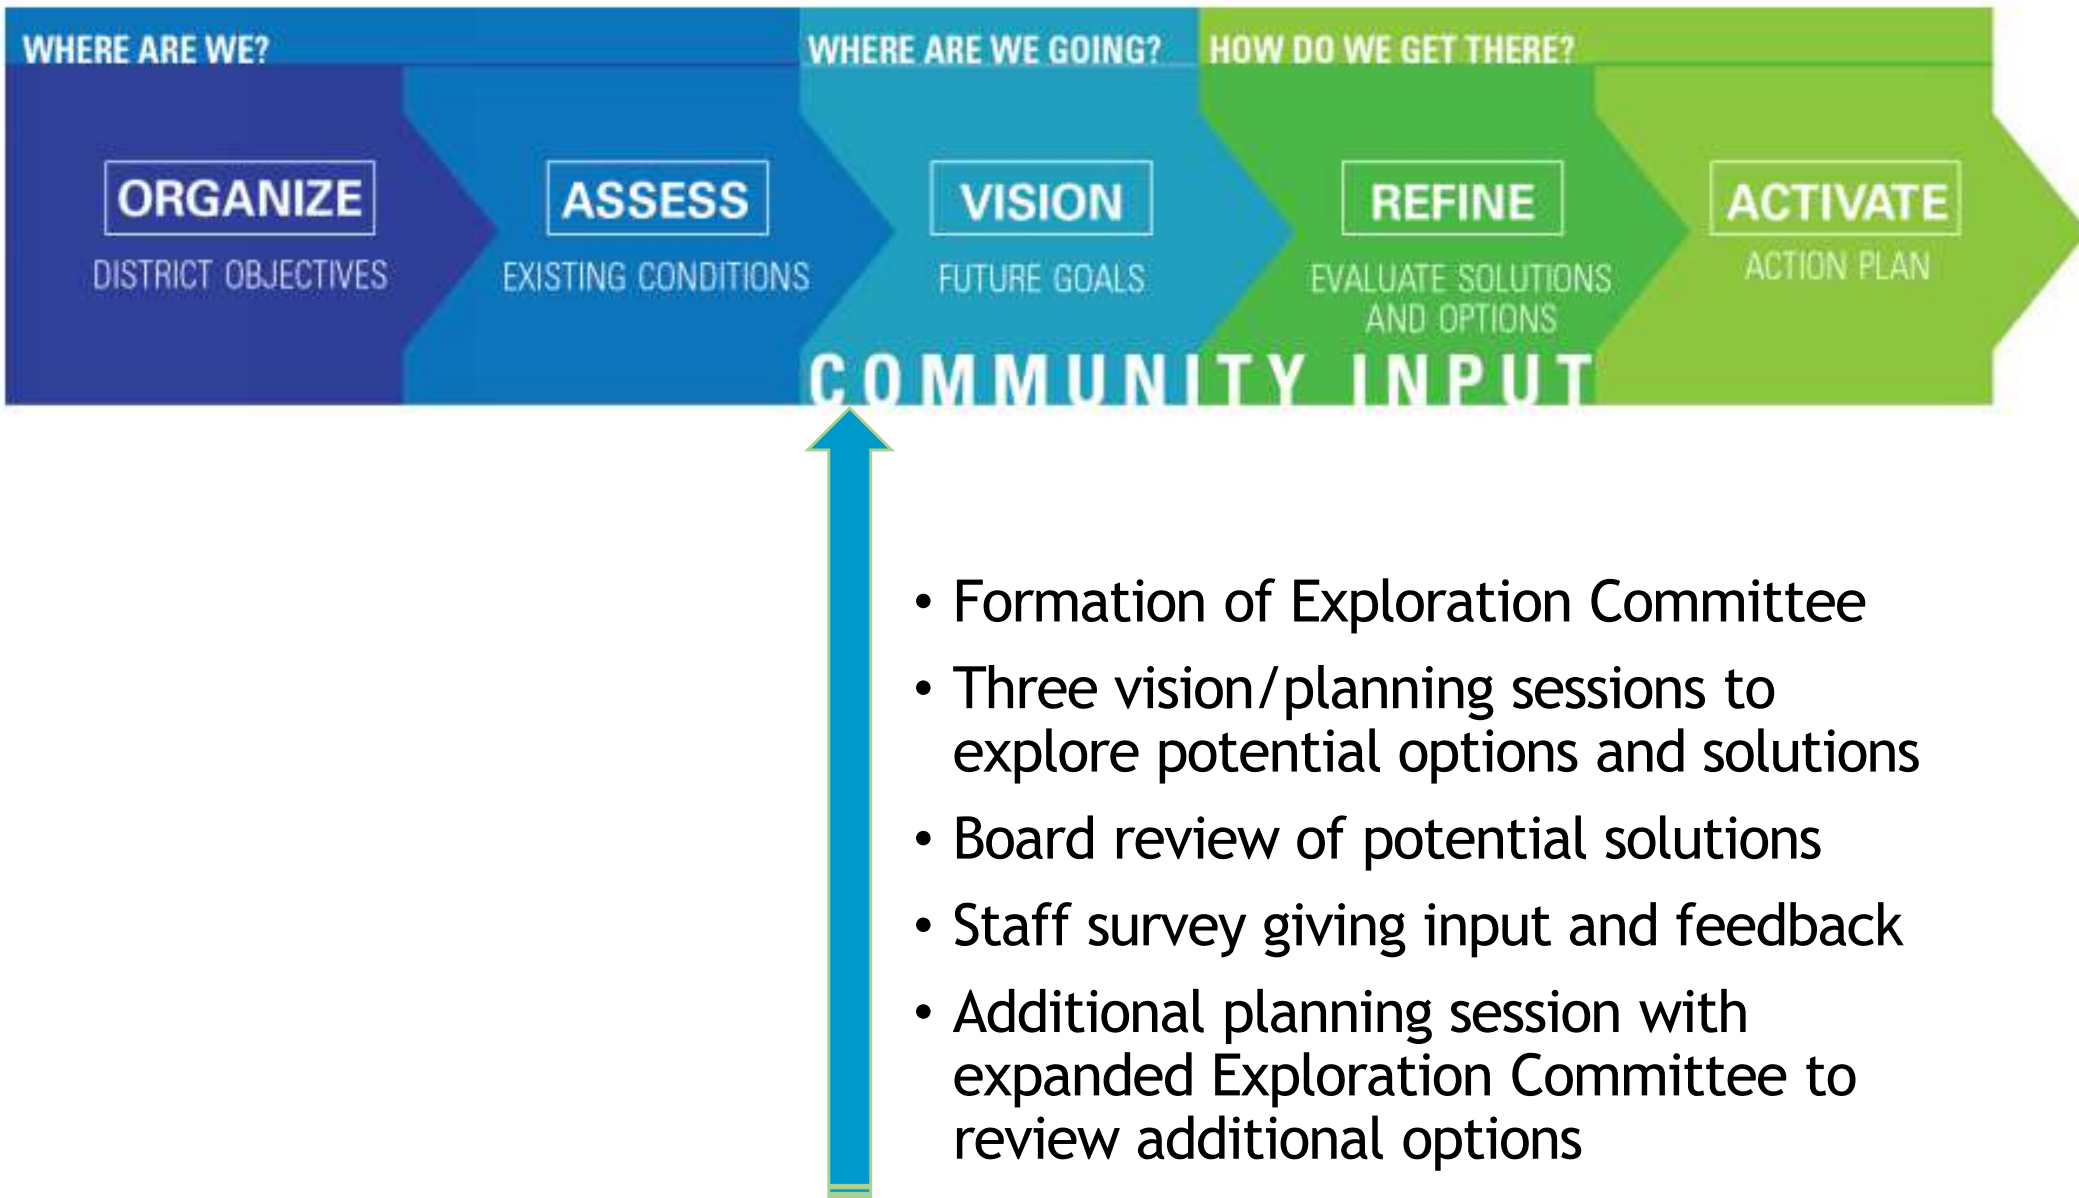 WHERE ARE WE?
WHERE ARE WE GOING?
HOW DO WE GET THERE?
ORGANIZE
DISTRICT OBJECTIVES
ASSESS
EXISTING CONDITIONS
VISION
FUTURE GOALS
REFINE
EVALUATE SOLUTIONS
AND OPTIONS
ACTIVATE
ACTION PLAN
COMMUNITY INPUT
• Formation of Exploration Committee
• Three vision/planning sessions to
explore potential options and solutions
• Board review of potential solutions
• Staff survey giving input and feedback
• Additional planning session with
expanded Exploration Committee to
review additional options